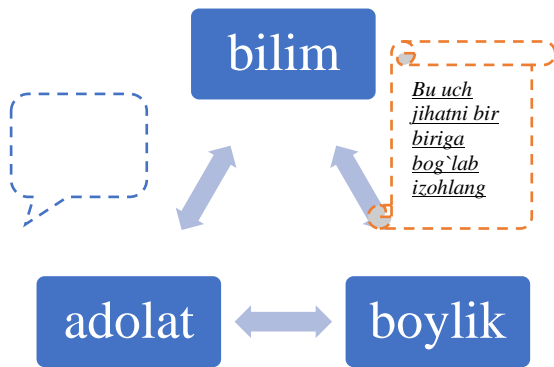 bilim
Bu uch
jihatni bir
biriga
bog`lab
izohlang
adolat
boylik